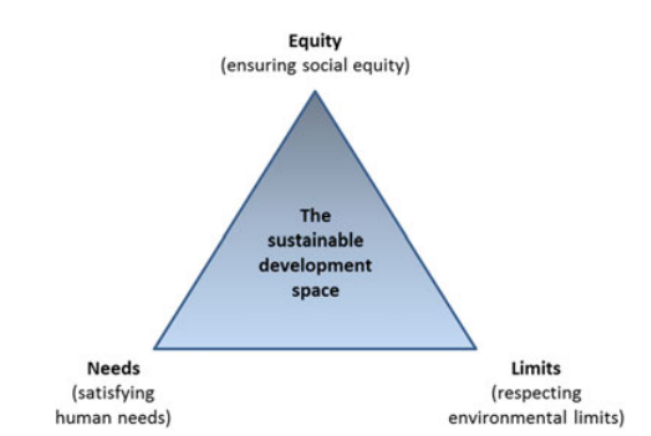 Equity
(ensuring social equity)
The
sustainable
development
space
Needs
(satisfying
human needs)
Limits
(respecting
environmental limits)